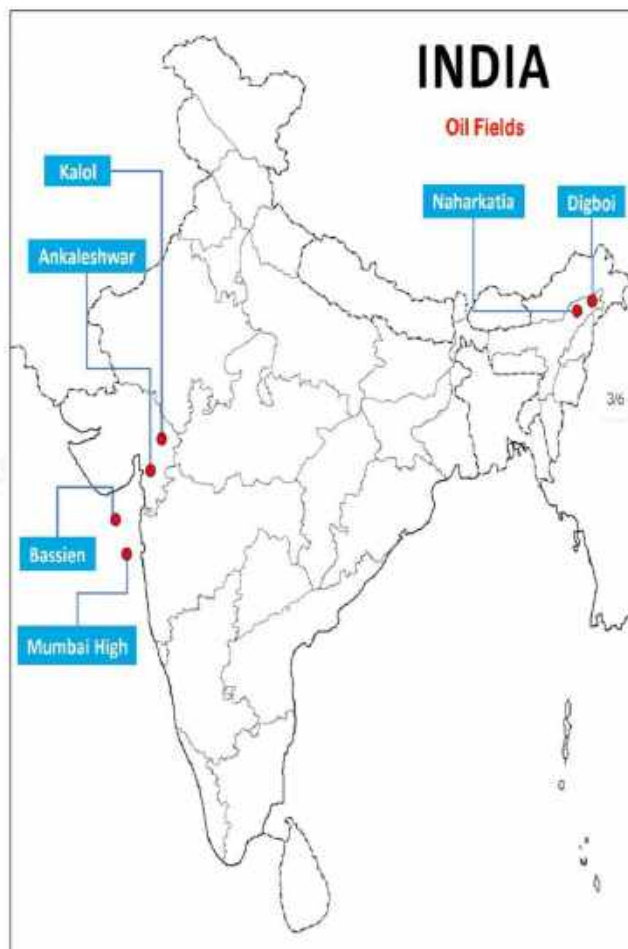 INDIA
Oil Fields
Kalol
Naharkatia
Digboi
Ankaleshwar
3/6
Bassien
Mumbai High